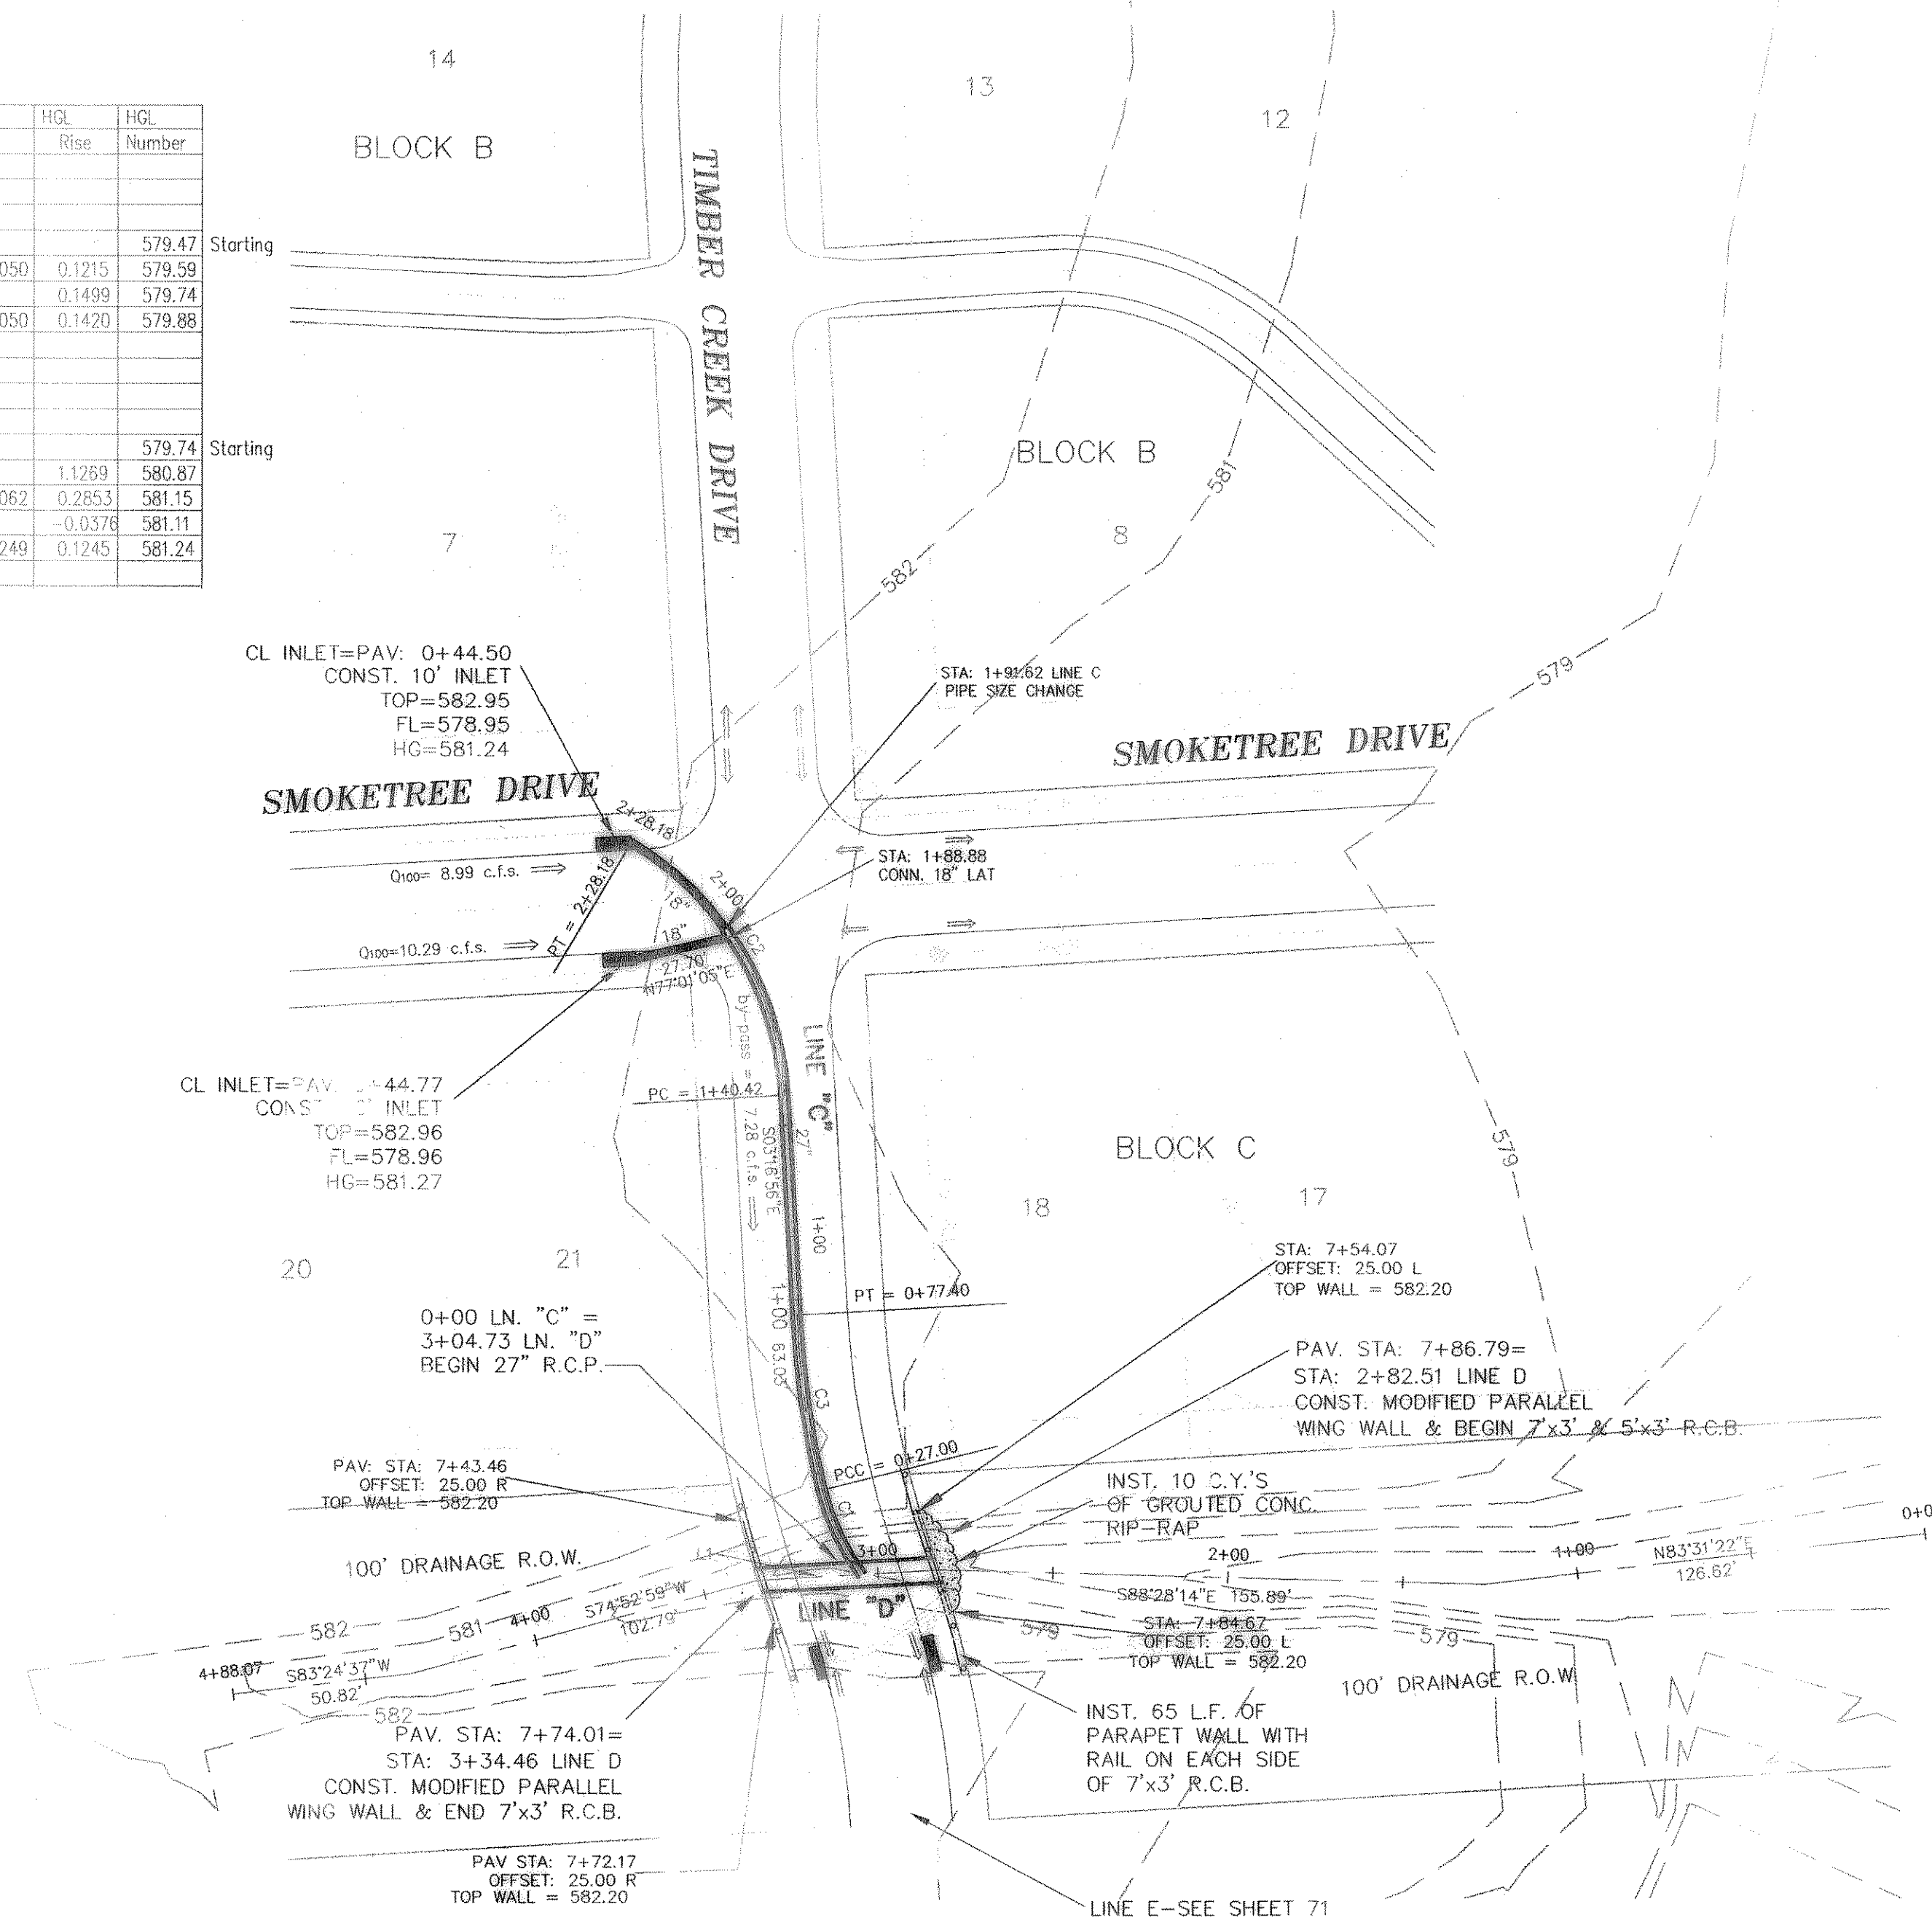 14
13
12
BLOCK B
HGL HGL
Rise Number
579.47 Starting
050 0.1215 579.59
0.1499 579.74
050 0.1420 579.88
579.74 Starting
1.1269 580.87
062 0.2853 581.15
-0.0376 581.11
249 0.1245 581.24
TIMBER CREEK DRIVE
BLOCK B
581
7
8
582
CL INLET=PAV: 0+44.50
CONST. 10' INLET
TOP=582.95
FL=578.95
HG=581.24
STA: 1+91.62 LINE C
PIPE SIZE CHANGE
579
SMOKETREE DRIVE
SMOKETREE DRIVE
2+28.18
Q100= 8.99 c.f.s.
PT = 2+28.18
2+00
18"
STA: 1+88.88
CONN. 18" LAT
Q100=10.29 c.f.s.
18"
C2
27.70'
N77°01'05"E
CL INLET=PAV. +44.77
CONST INLET
TOP=582.96
FL=578.96
HG=581.27
by-pass = 7.28 c.f.s.
PC = 1+40.42
LINE "C"
27"
S03°16'56"E
1+00
BLOCK C
579
18
17
20
21
STA: 7+54.07
OFFSET: 25.00 L
TOP WALL = 582.20
PT = 0+77.40
1+00 63.03'
0+00 LN. "C" =
3+04.73 LN. "D"
BEGIN 27" R.C.P.
C3
PAV. STA: 7+86.79=
STA: 2+82.51 LINE D
CONST. MODIFIED PARALLEL
WING WALL & BEGIN 7'x3' & 5'x3' R.C.B.
PCC = 0+27.00
PAV: STA: 7+43.46
OFFSET: 25.00 R
TOP WALL = 582.20
C1
INST. 10 C.Y.'S
OF GROUTED CONC.
RIP-RAP
100' DRAINAGE R.O.W.
L1
3+00
2+00
1+00
0+0
N83°31'22"E
126.62'
S88°28'14"E 155.89'
S74°52'59"W
102.79'
LINE "D"
582
581
4+00
579
STA: 7+84.67
OFFSET: 25.00 L
TOP WALL = 582.20
579
4+88.07
S83°24'37"W
50.82'
582
100' DRAINAGE R.O.W
PAV. STA: 7+74.01=
STA: 3+34.46 LINE D
CONST. MODIFIED PARALLEL
WING WALL & END 7'x3' R.C.B.
INST. 65 L.F. OF
PARAPET WALL WITH
RAIL ON EACH SIDE
OF 7'x3' R.C.B.
PAV STA: 7+72.17
OFFSET: 25.00 R
TOP WALL = 582.20
LINE E-SEE SHEET 71